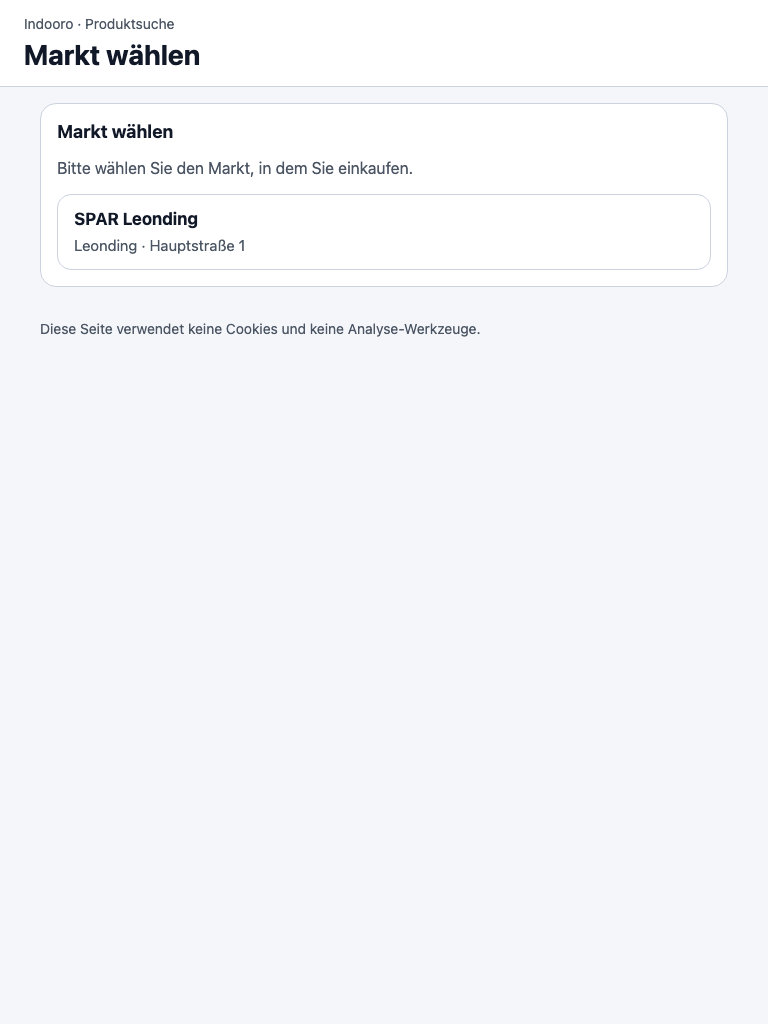 Indooro · Produktsuche
Markt wählen
Markt wählen
Bitte wählen Sie den Markt, in dem Sie einkaufen.
SPAR Leonding
Leonding · Hauptstraße 1
Diese Seite verwendet keine Cookies und keine Analyse-Werkzeuge.